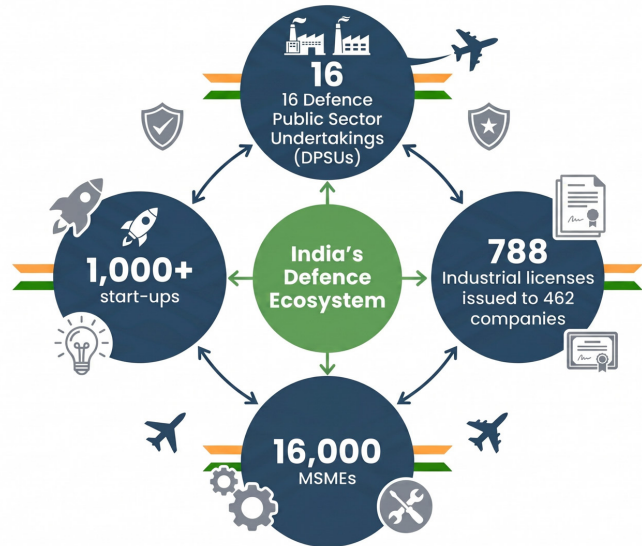 16
16 Defence
Public Sector
Undertakings
(DPSUs)
1,000+
start-ups
India's
Defence
Ecosystem
788
Industrial licenses
issued to 462
companies
16,000
MSMEs